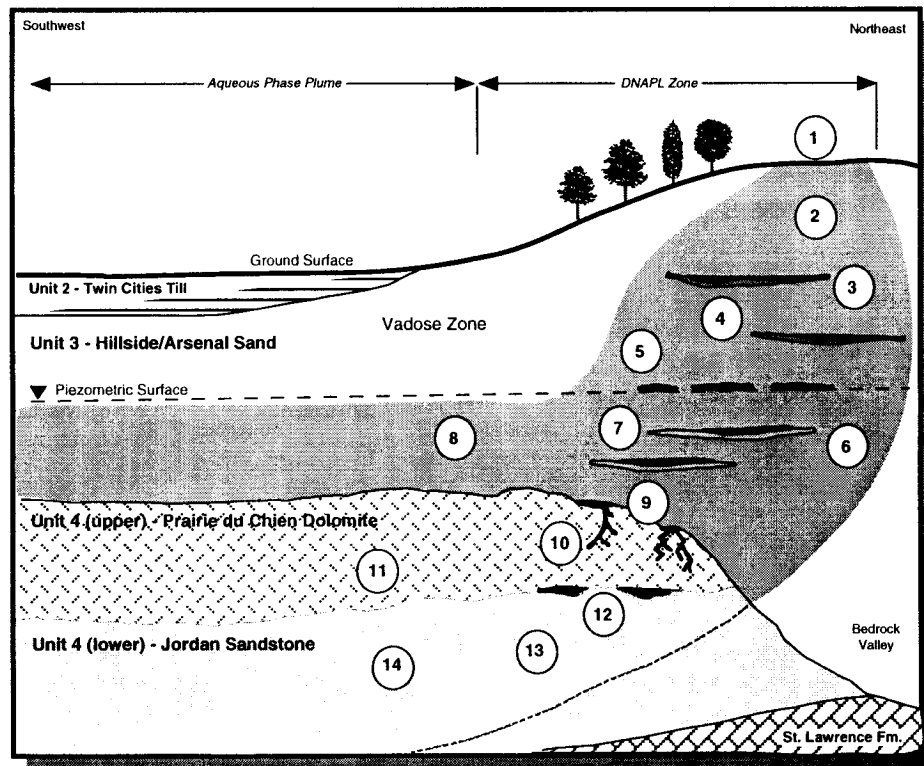 Southwest
Northeast
Aqueous Phase Plume
DNAPL Zone
1
2
Ground Surface
Unit 2 - Twin Cities Till
3
4
Vadose Zone
Unit 3 - Hillside/Arsenal Sand
5
Piezometric Surface
7
8
6
9
Unit 4 (upper) - Prairie du Chien Dolomite
10
11
12
Unit 4 (lower) - Jordan Sandstone
13
14
Bedrock
Valley
St. Lawrence Fm.